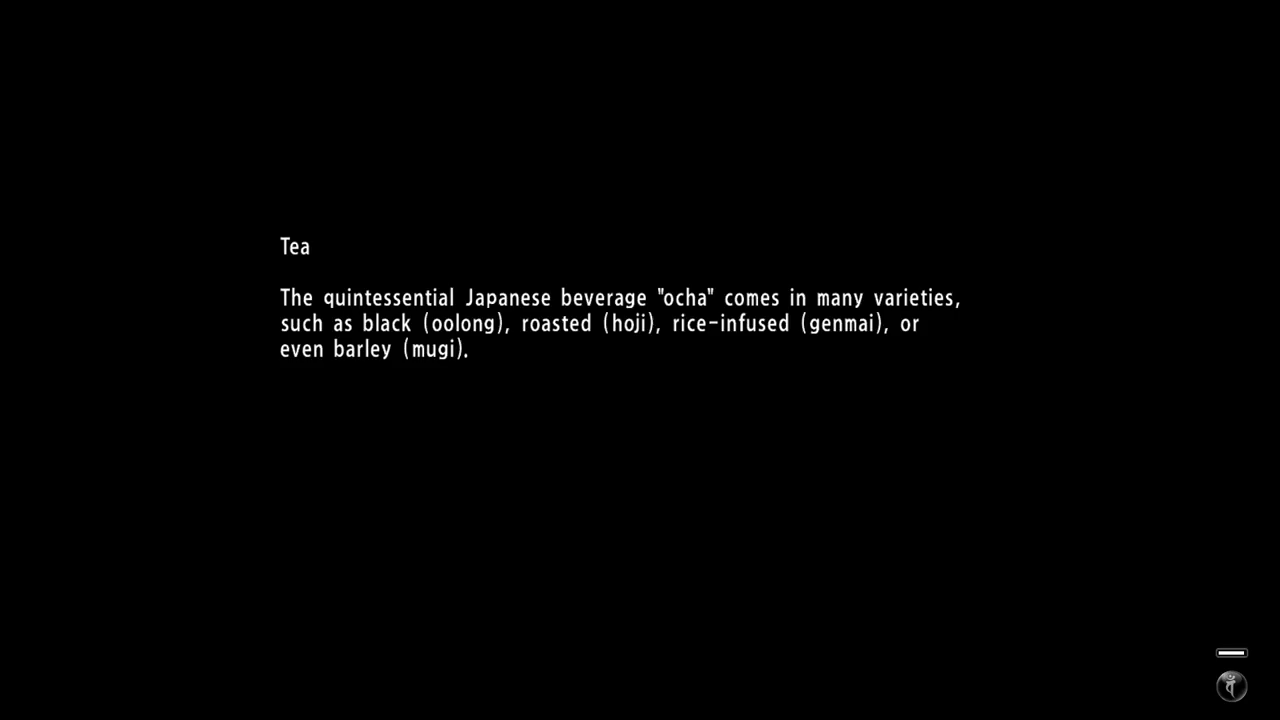 Tea
The quintessential Japanese beverage "ocha" comes in many varieties,
such as black (oolong), roasted (hoji), rice-infused (genmai), or
even barley (mugi).